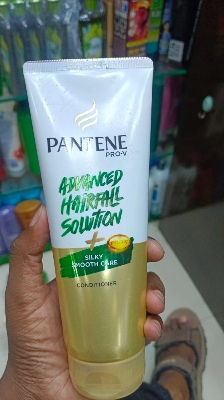 PANTENE
PRO-V
ADVANCED
HAIRFALL
SOLUTION
+
SILKY
SMOOTH CARE
CONDITIONER